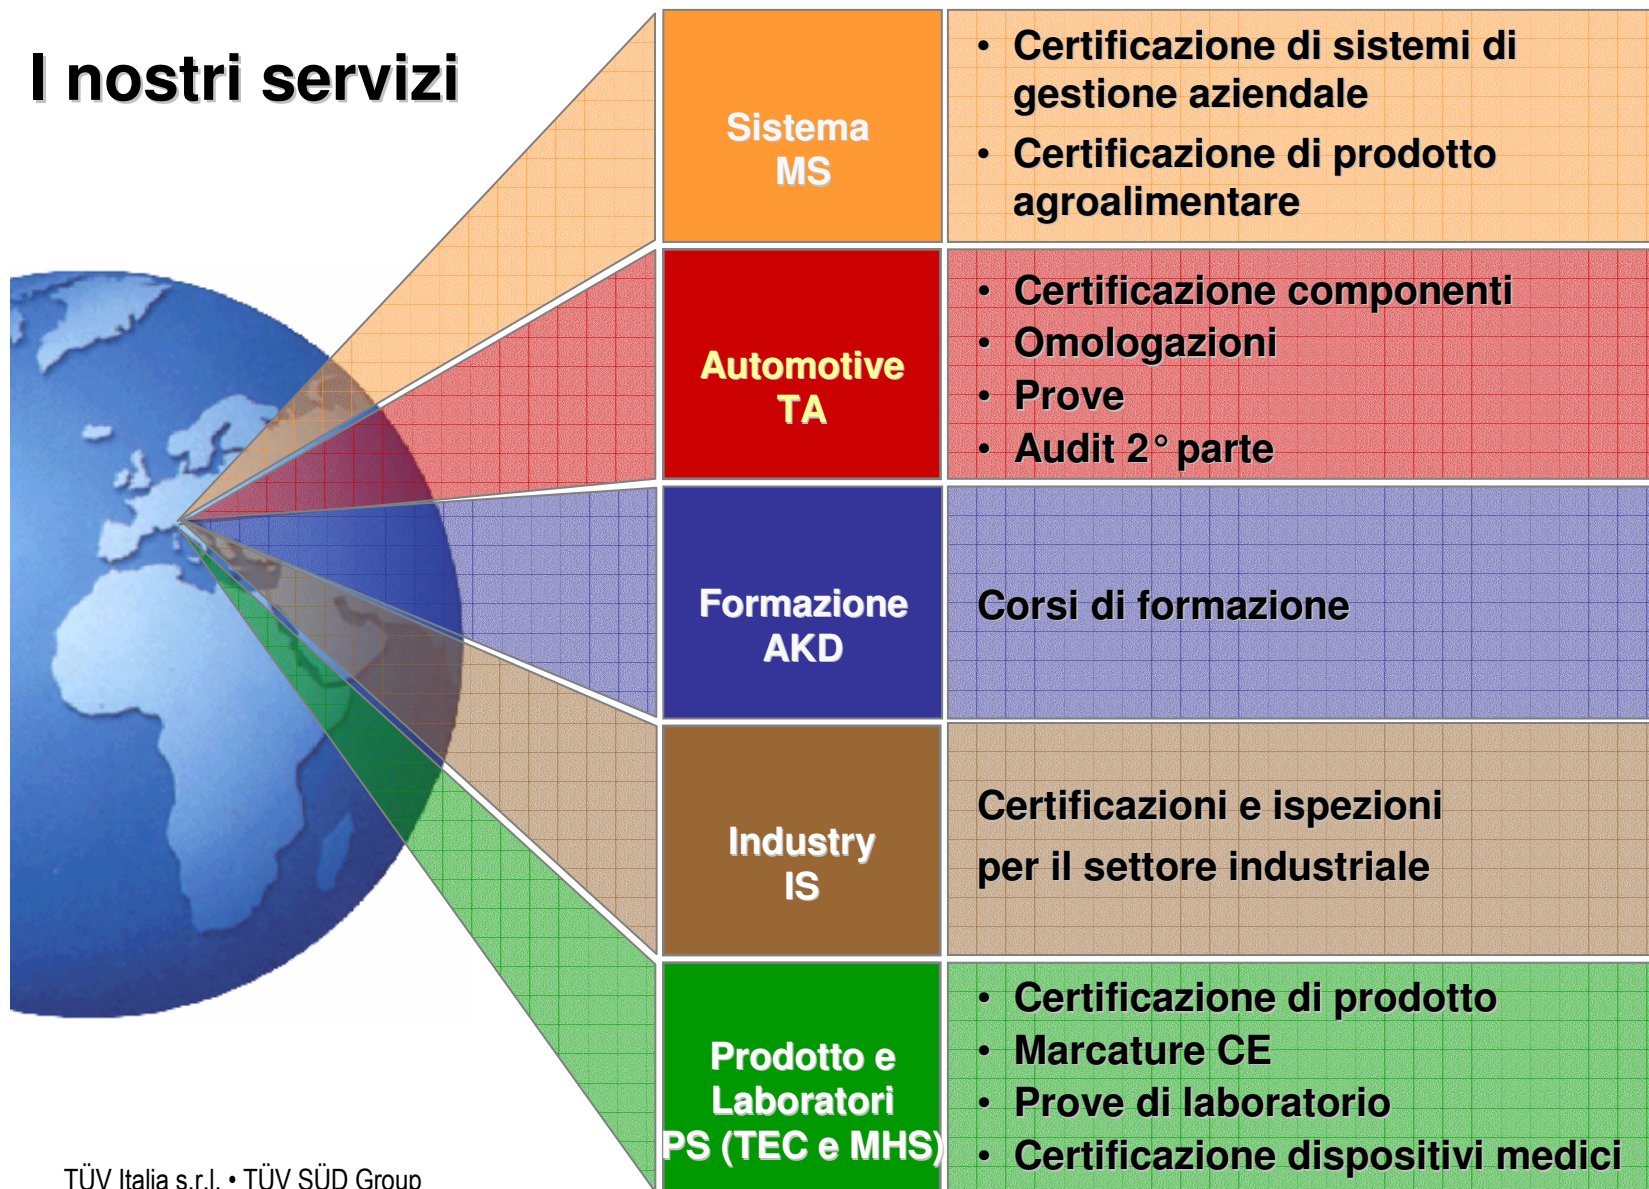 I nostri servizi
Sistema
MS
• Certificazione di sistemi di
gestione aziendale
• Certificazione di prodotto
agroalimentare
Automotive
TA
• Certificazione componenti
• Omologazioni
• Prove
• Audit 2° parte
Formazione
AKD
Corsi di formazione
Industry
IS
Certificazioni e ispezioni
per il settore industriale
Prodotto e
Laboratori
PS (TEC e MHS)
• Certificazione di prodotto
• Marcature CE
• Prove di laboratorio
• Certificazione dispositivi medici
TÜV Italia s.r.l. • TÜV SÜD Group